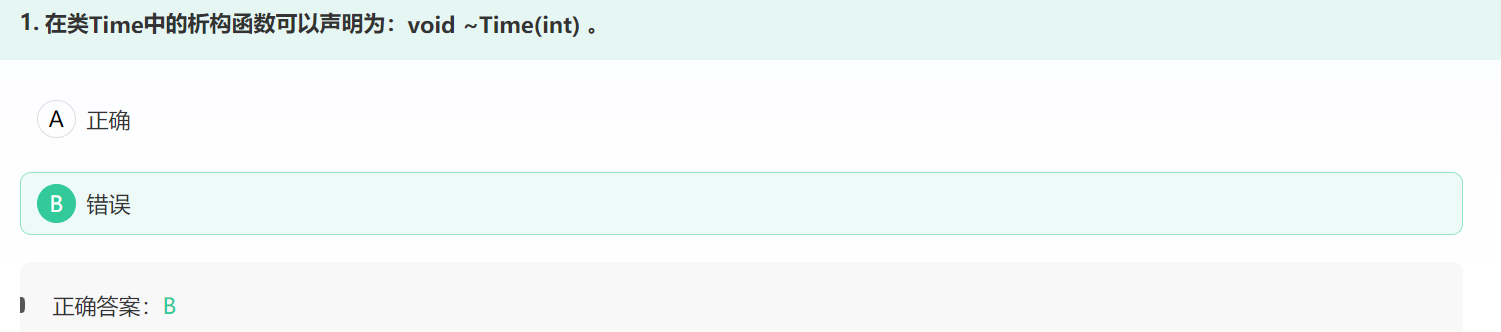 1. 在类Time中的析构函数可以声明为：void ~Time(int) 。
A 正确
B 错误
正确答案：B